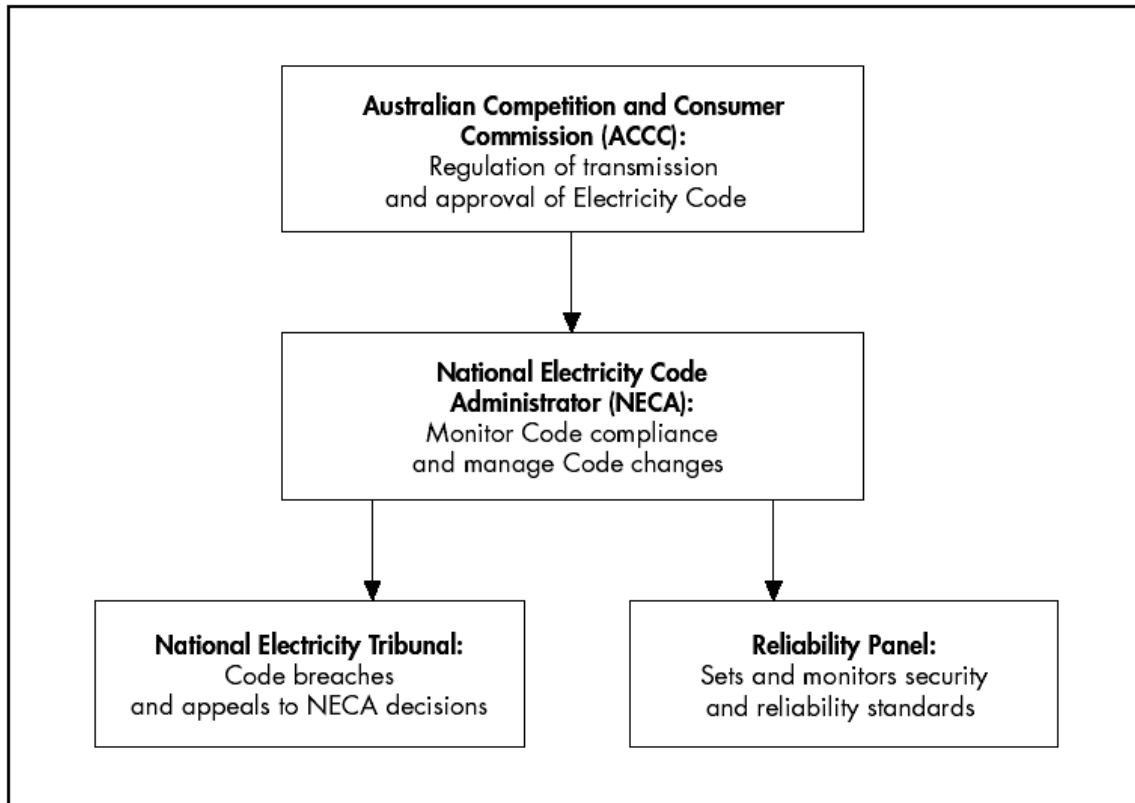 Australian Competition and Consumer
Commission (ACCC):
Regulation of transmission
and approval of Electricity Code
National Electricity Code
Administrator (NECA):
Monitor Code compliance
and manage Code changes
National Electricity Tribunal:
Code breaches
and appeals to NECA decisions
Reliability Panel:
Sets and monitors security
and reliability standards